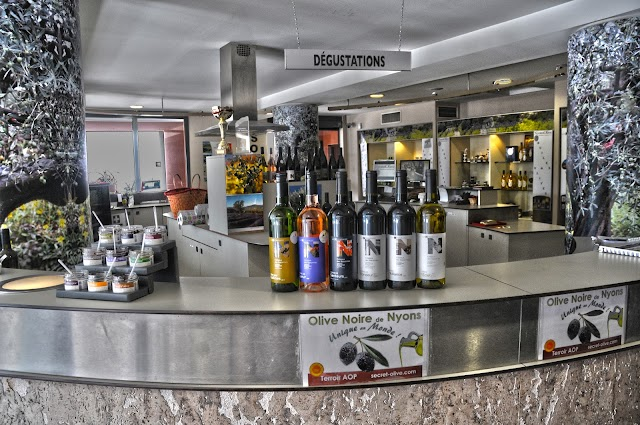 DÉGUSTATIONS
N
N
N
N
Olive Noire de Nyons
Unique au Monde !
Terroir AOP secret-olive.com
Olive Noire de Nyons
Unique au Monde !
Terroir AOP secret-olive.com